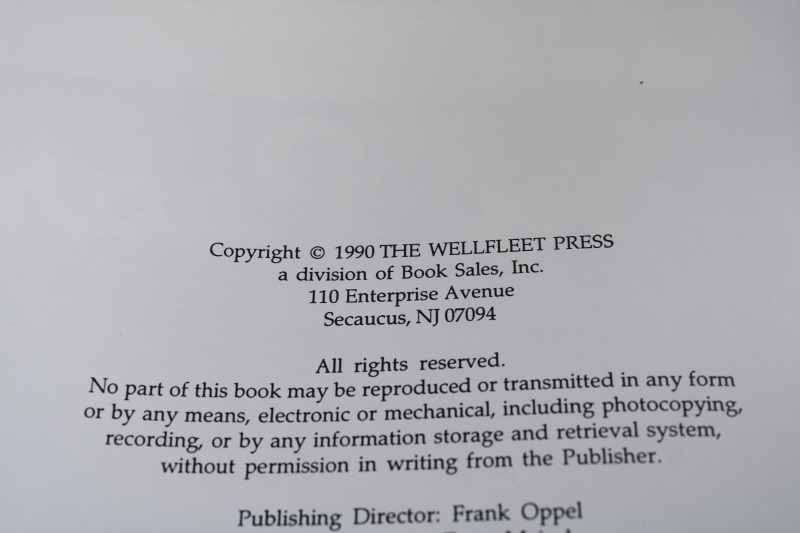 Copyright © 1990 THE WELLFLEET PRESS
a division of Book Sales, Inc.
110 Enterprise Avenue
Secaucus, NJ 07094
All rights reserved.
No part of this book may be reproduced or transmitted in any form
or by any means, electronic or mechanical, including photocopying,
recording, or by any information storage and retrieval system,
without permission in writing from the Publisher.
Publishing Director: Frank Oppel